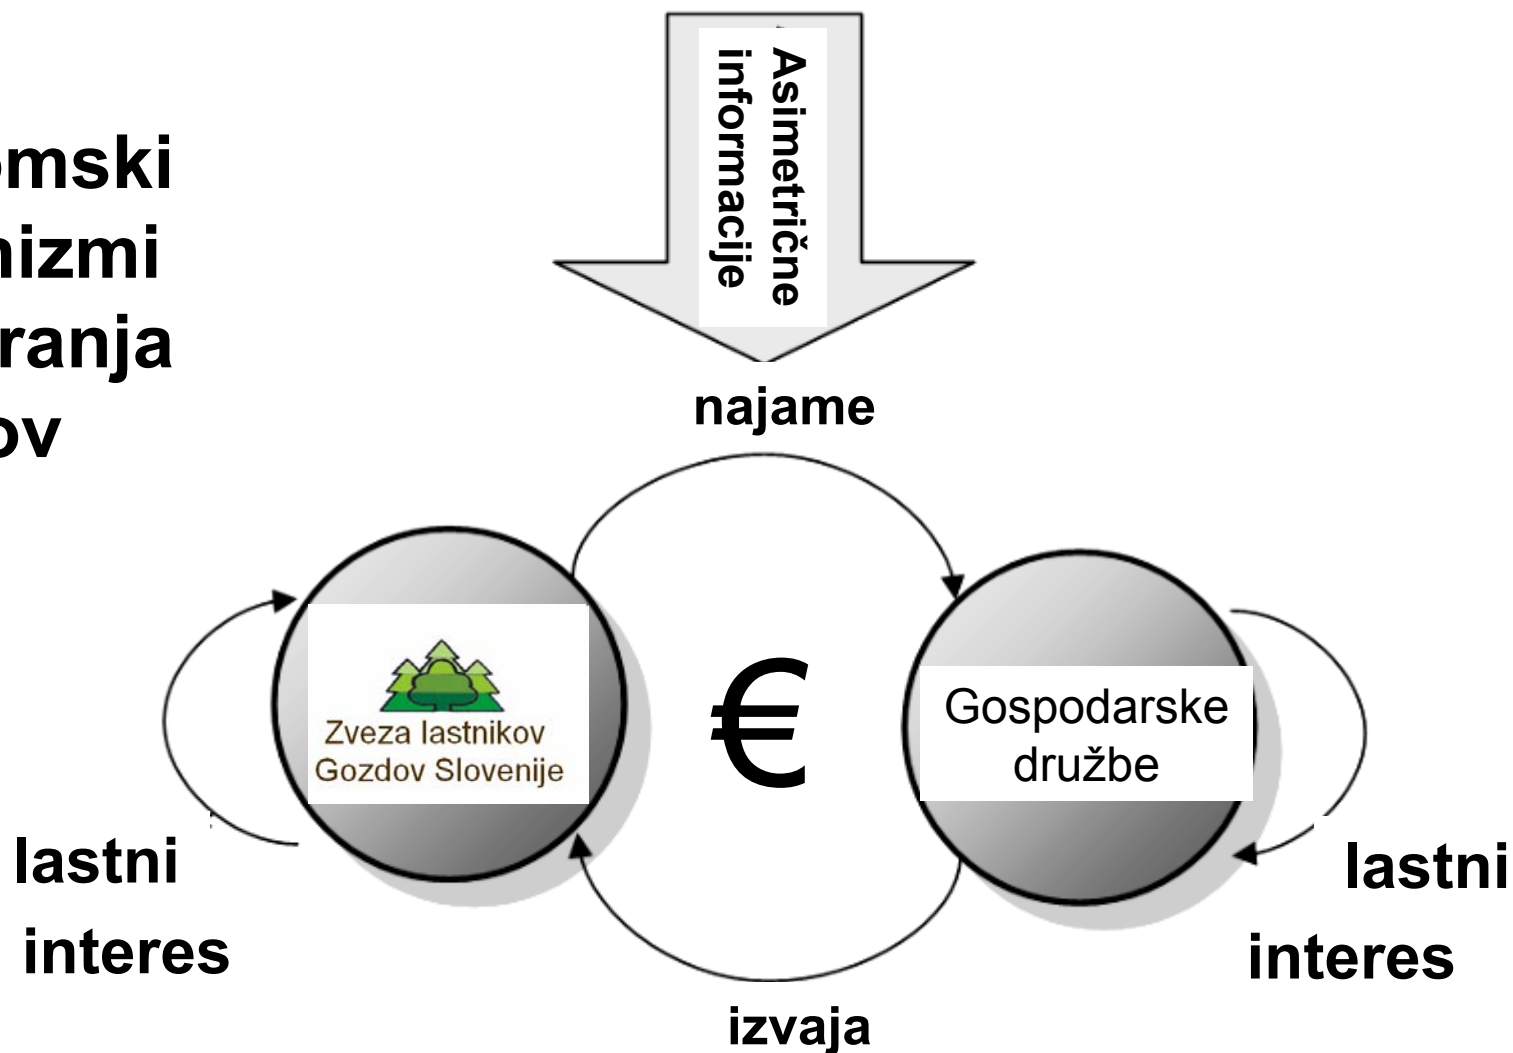 Asimetrične
informacije
omski
nizmi
ranja
ov
najame
Zveza lastnikov
Gozdov Slovenije
€
Gospodarske
družbe
lastni
interes
lastni
interes
izvaja